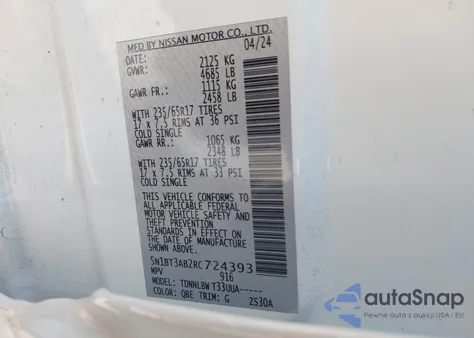 MFD BY NISSAN MOTOR CO., LTD.
DATE: 04/24
GVWR: 2125 KG
4685 LB
GAWR FR.: 1115 KG
2458 LB
WITH 235/65R17 TIRES
17 x 7.5 RIMS AT 36 PSI
COLD SINGLE
GAWR RR.: 1065 KG
2348 LB
WITH 235/65R17 TIRES
17 x 7.5 RIMS AT 33 PSI
COLD SINGLE
THIS VEHICLE CONFORMS TO
ALL APPLICABLE FEDERAL
MOTOR VEHICLE SAFETY AND
THEFT PREVENTION
STANDARDS IN EFFECT ON
THE DATE OF MANUFACTURE
SHOWN ABOVE.
5N1BT3AB2RC724393
MPV 916
MODEL: TDNNLBW T33UUA-----
COLOR: QBE TRIM: G ZS30A
autaSnap
Pewne auta z aukcji w USA i EU